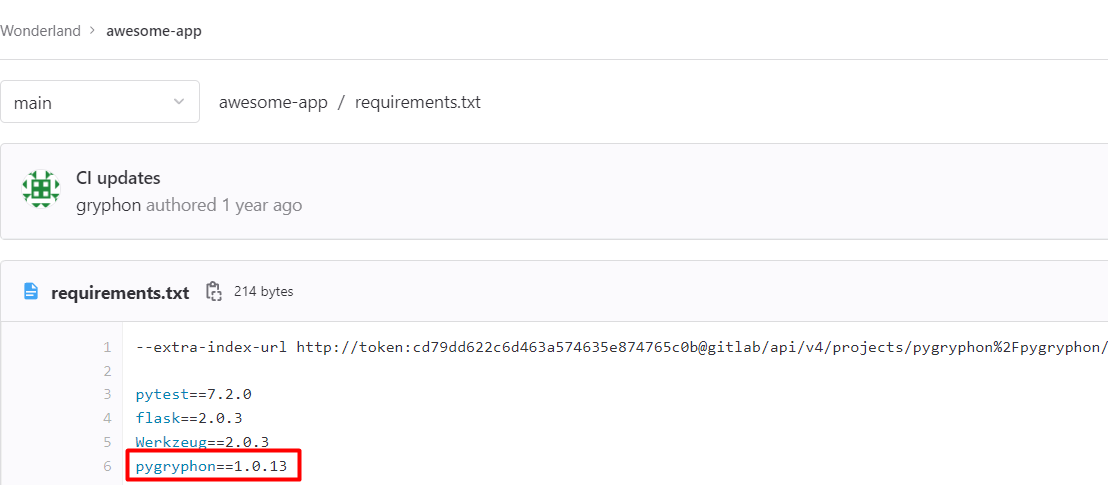 Wonderland > awesome-app
main awesome-app / requirements.txt
CI updates
gryphon authored 1 year ago
requirements.txt 214 bytes
1 --extra-index-url http://token:cd79dd622c6d463a574635e874765c0b@gitlab/api/v4/projects/pygryphon%2Fpygryphon/
2
3 pytest==7.2.0
4 flask==2.0.3
5 Werkzeug==2.0.3
6 pygryphon==1.0.13